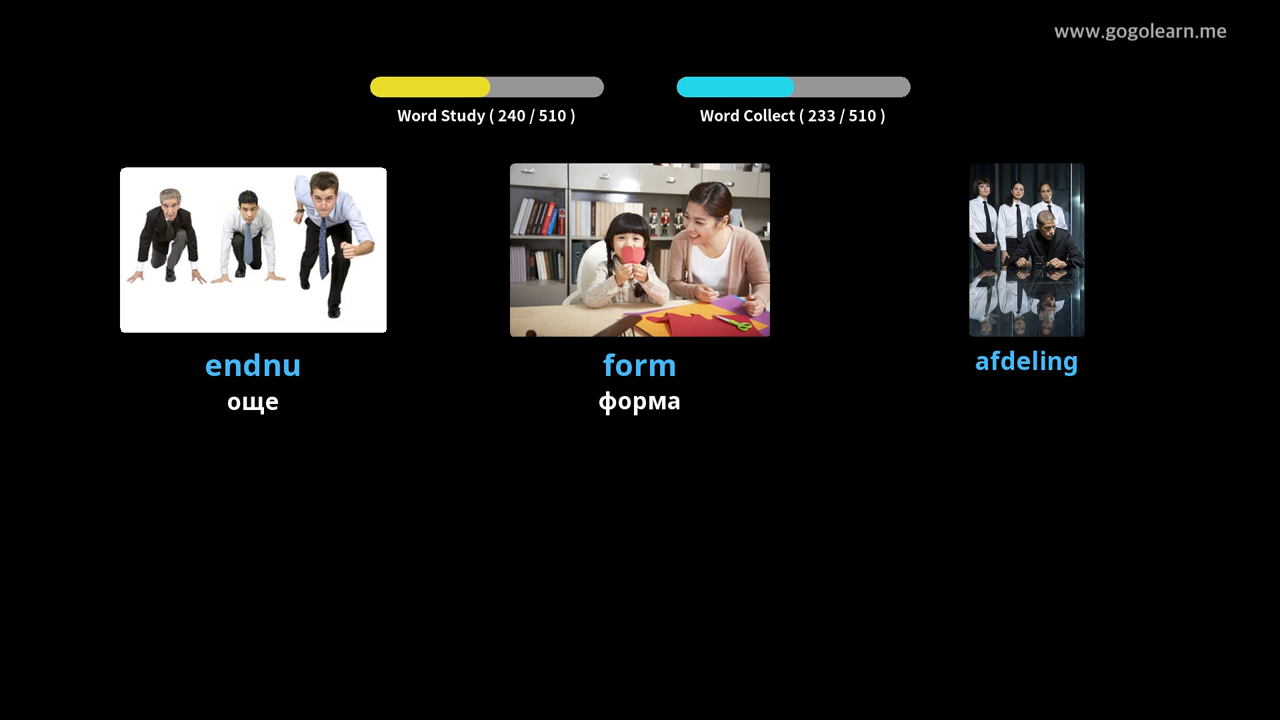 www.gogolearn.me
Word Study ( 240 / 510 )
Word Collect ( 233 / 510 )
endnu
още
form
форма
afdeling